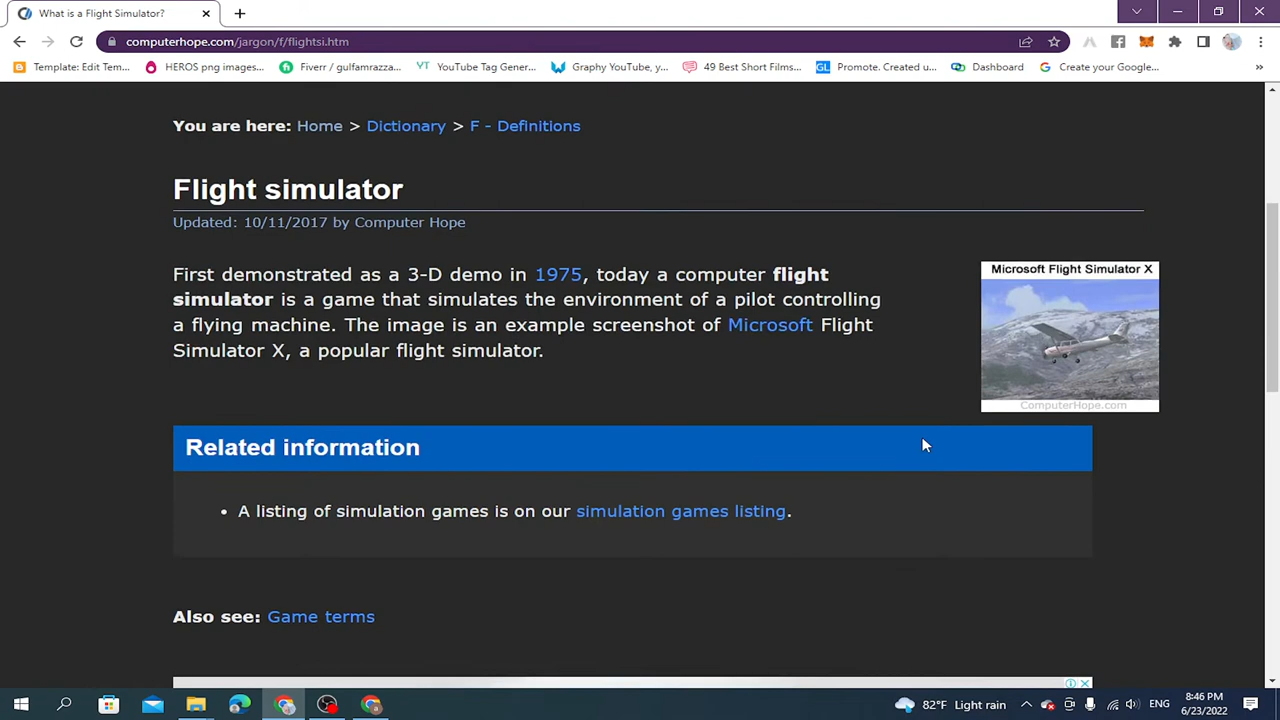 What is a Flight Simulator?
computerhope.com/jargon/f/flightsi.htm
Template: Edit Tem...
HEROS png images...
Fiverr / gulfamrazza...
YT YouTube Tag Gener...
Graphy YouTube, y...
49 Best Short Films...
GL Promote. Created u...
Dashboard
G Create your Google...
»
You are here: Home > Dictionary > F - Definitions
Flight simulator
Updated: 10/11/2017 by Computer Hope
First demonstrated as a 3-D demo in 1975, today a computer flight
simulator is a game that simulates the environment of a pilot controlling
a flying machine. The image is an example screenshot of Microsoft Flight
Simulator X, a popular flight simulator.
Microsoft Flight Simulator X
ComputerHope.com
Related information
• A listing of simulation games is on our simulation games listing.
Also see: Game terms
82°F Light rain
ENG
8:46 PM
6/23/2022